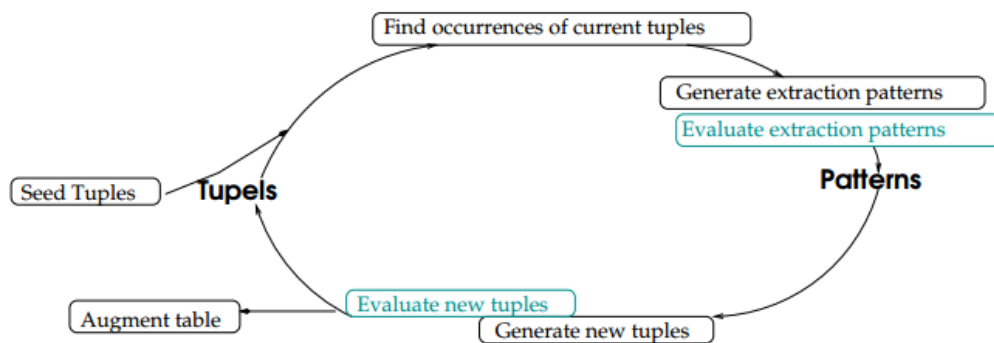 Find occurrences of current tuples
Generate extraction patterns
Evaluate extraction patterns
Patterns
Seed Tuples
Tupels
Evaluate new tuples
Augment table
Generate new tuples